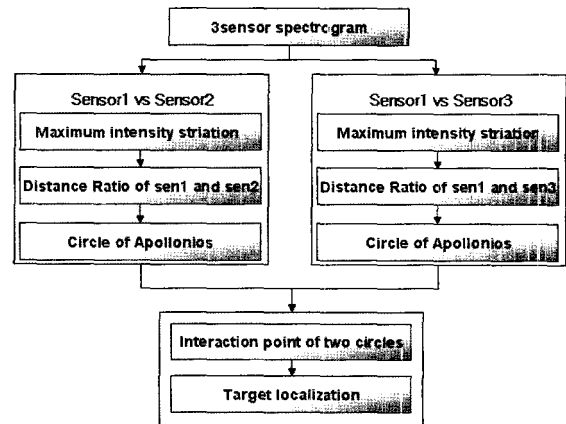 3sensor spectrogram
Sensor1 vs Sensor2
Maximum intensity striation
Distance Ratio of sen1 and sen2
Circle of Apollonios
Sensor1 vs Sensor3
Maximum intensity striation
Distance Ratio of sen1 and sen3
Circle of Apollonios
Interaction point of two circles
Target localization